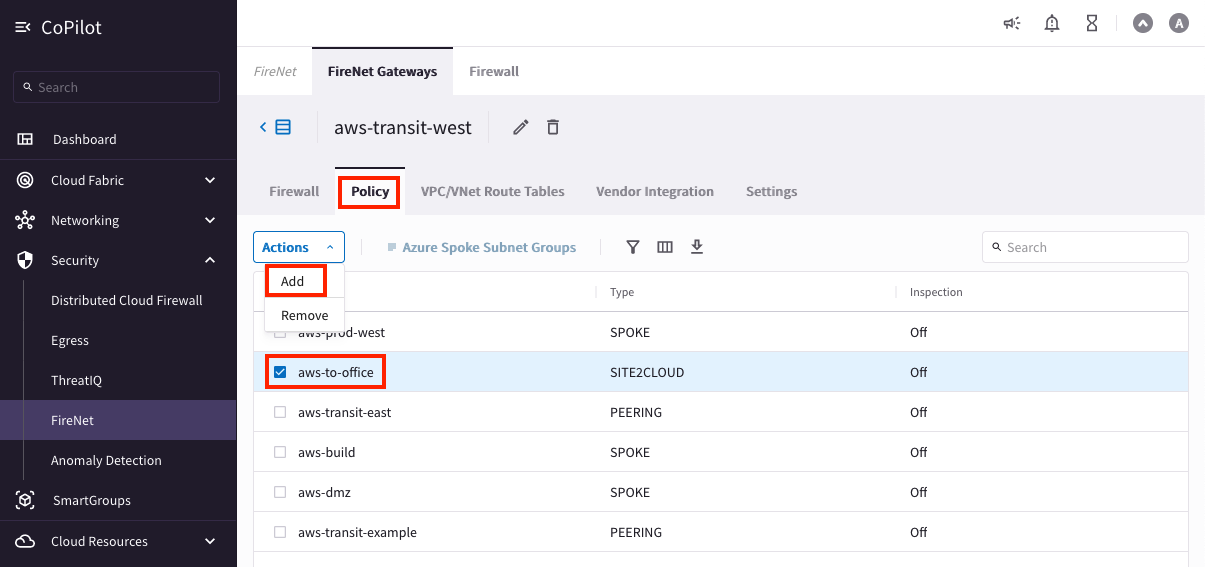 CoPilot
A
Search
FireNet
FireNet Gateways
Firewall
aws-transit-west
Dashboard
Cloud Fabric
Networking
Security
Distributed Cloud Firewall
Egress
ThreatIQ
FireNet
Anomaly Detection
SmartGroups
Cloud Resources
Firewall
Policy
VPC/VNet Route Tables
Vendor Integration
Settings
Actions
Azure Spoke Subnet Groups
Search
Add
Remove
Type
Inspection
aws-prod-west SPOKE Off
aws-to-office SITE2CLOUD Off
aws-transit-east PEERING Off
aws-build SPOKE Off
aws-dmz SPOKE Off
aws-transit-example PEERING Off